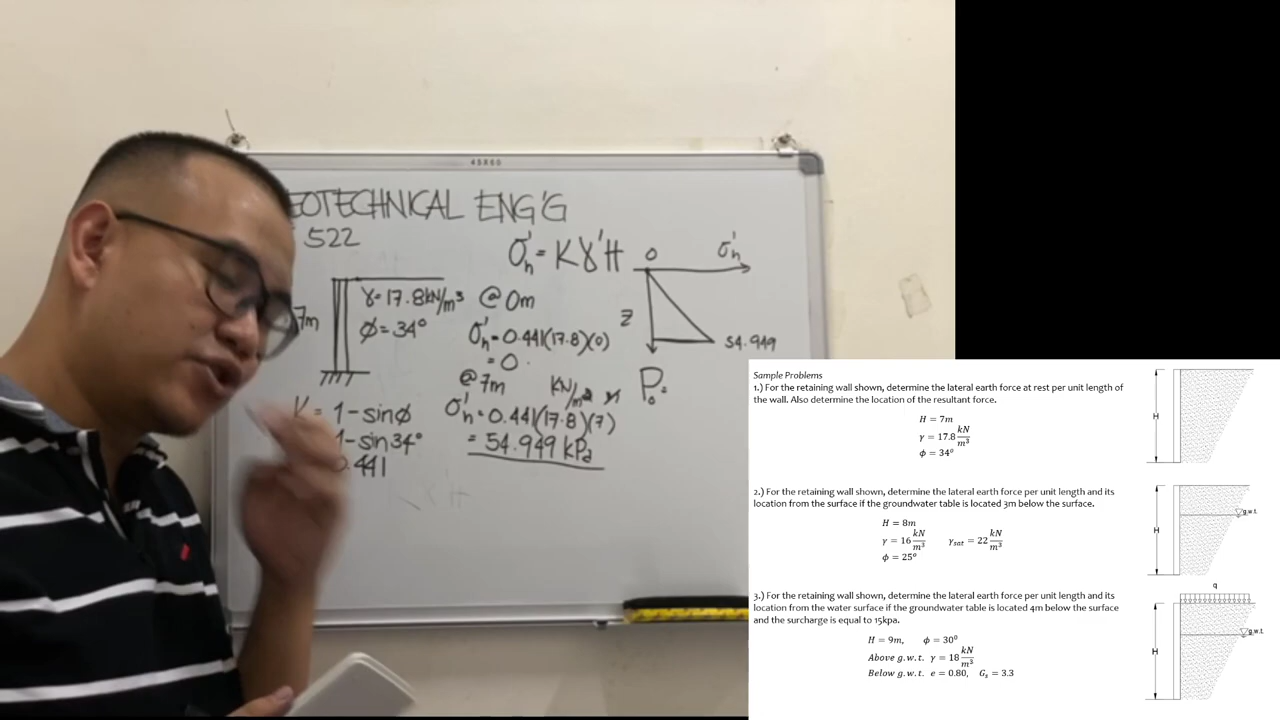 45X60
EOTECHNICAL ENG'G
522
σ'h = Kγ'H
0
σ'h
7m
γ=17.8kN/m³
φ=34°
@0m
σ'h=0.441(17.8)(0)
=0
@7m
KN/m³ m
σ'h=0.441(17.8)(7)
= 54.949 kPa
K = 1-sinφ
1-sin34°
0.441
z
54.949
P₀=
Sample Problems
1.) For the retaining wall shown, determine the lateral earth force at rest per unit length of
the wall. Also determine the location of the resultant force.
H = 7m
γ = 17.8 kN/m³
φ = 34°
H
2.) For the retaining wall shown, determine the lateral earth force per unit length and its
location from the surface if the groundwater table is located 3m below the surface.
H = 8m
γ = 16 kN/m³ γsat = 22 kN/m³
φ = 25°
H
g.w.t.
3.) For the retaining wall shown, determine the lateral earth force per unit length and its
location from the water surface if the groundwater table is located 4m below the surface
and the surcharge is equal to 15kpa.
H = 9m, φ = 30°
Above g.w.t. γ = 18 kN/m³
Below g.w.t. e = 0.80, Gs = 3.3
q
H
g.w.t.